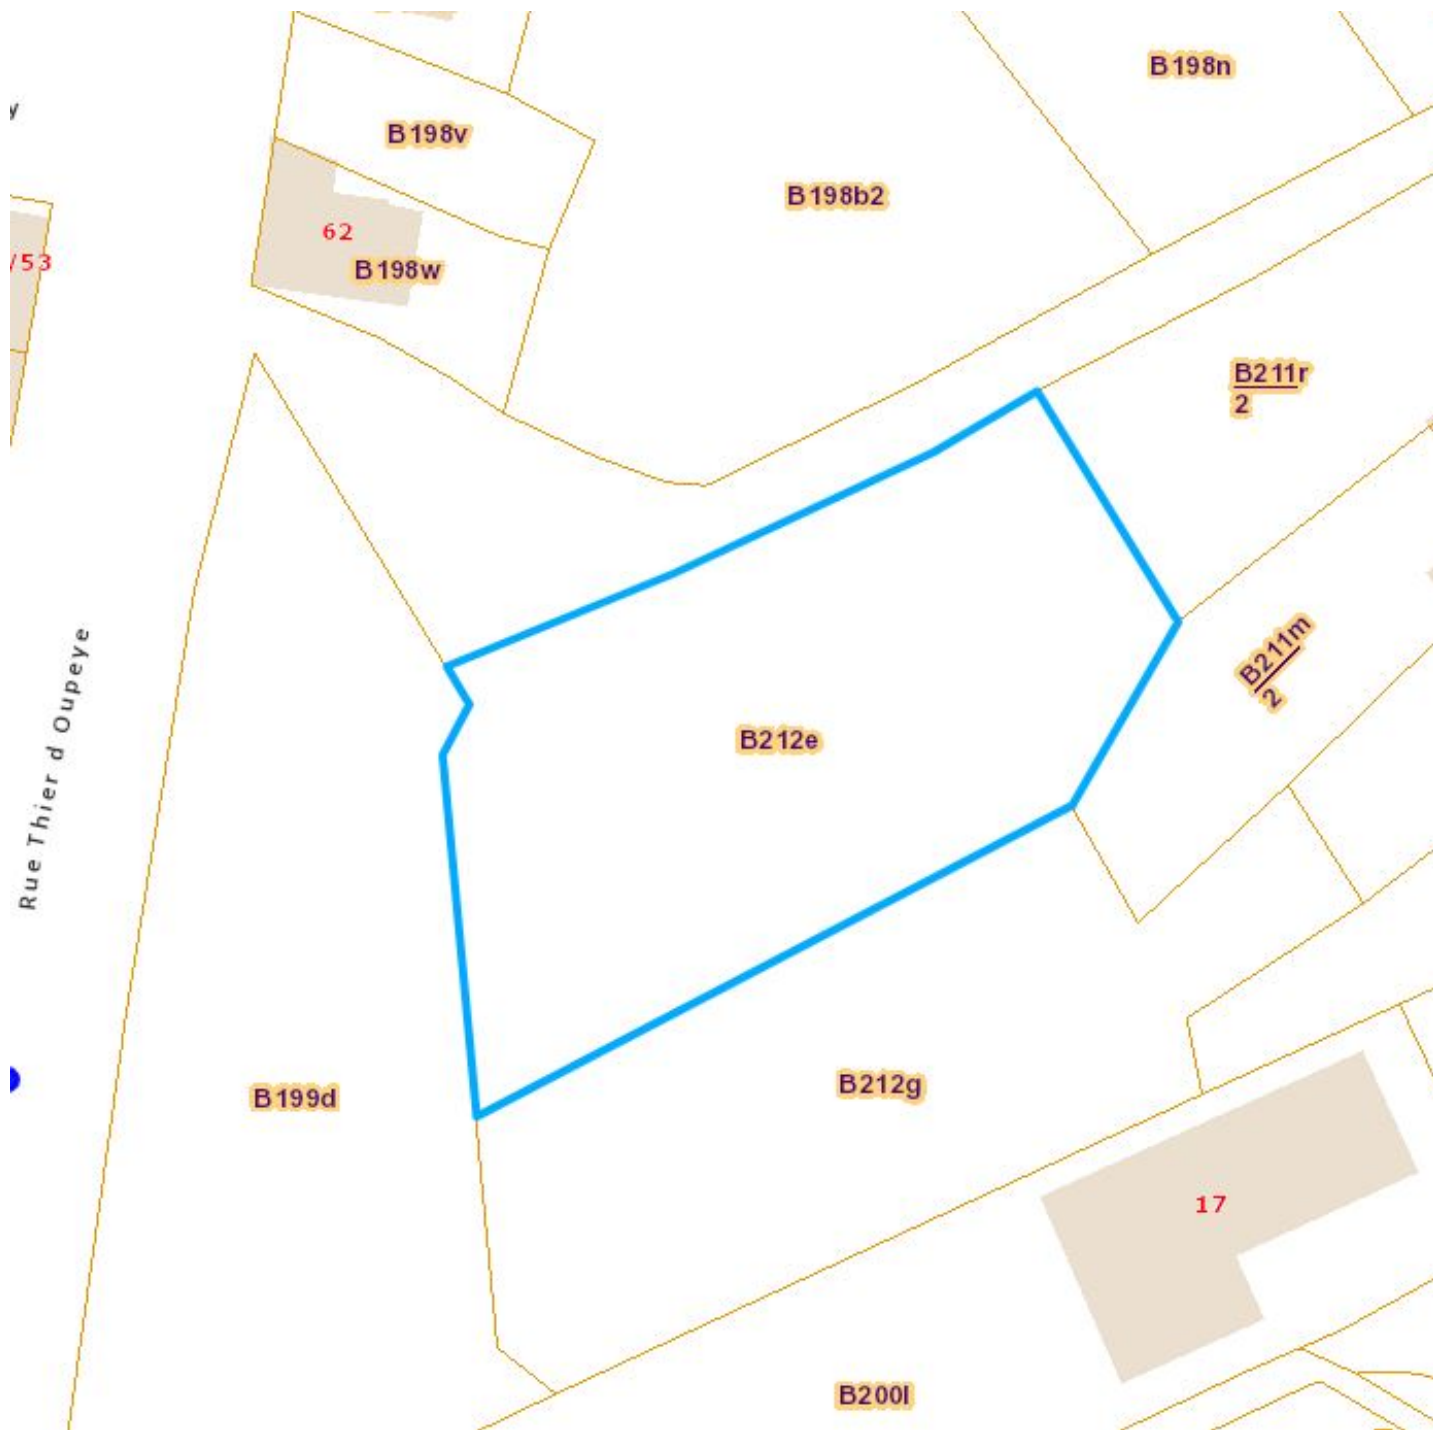 B198n
y
B198v
B198b2
62
/53
B198w
B211r
2
B211m
2
Rue Thier d Oupeye
B212e
B212g
B199d
17
B200l